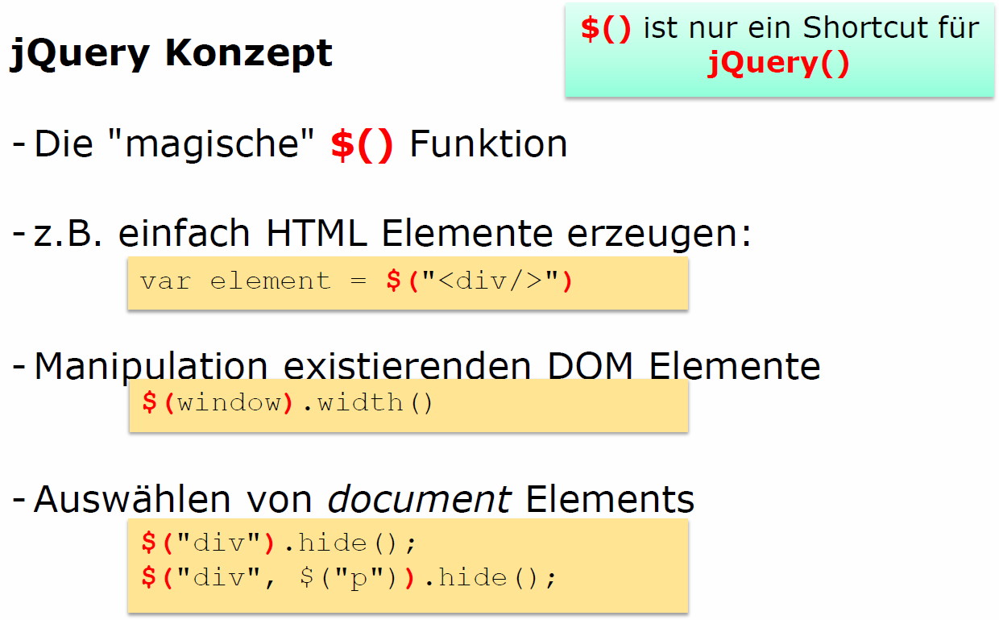 jQuery Konzept
$() ist nur ein Shortcut für
jQuery()
- Die "magische" $() Funktion
- z.B. einfach HTML Elemente erzeugen:
var element = $("<div/>")
- Manipulation existierenden DOM Elemente
$(window).width()
- Auswählen von document Elements
$("div").hide();
$("div", $("p")).hide();